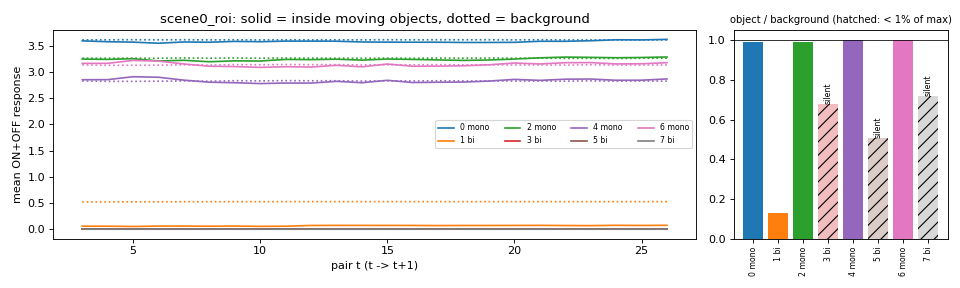 scene0_roi: solid = inside moving objects, dotted = background
mean ON+OFF response
3.5
3.0
2.5
2.0
1.5
1.0
0.5
0.0
0 mono
2 mono
4 mono
6 mono
1 bi
3 bi
5 bi
7 bi
5
10
15
20
25
pair t (t -> t+1)
object / background (hatched: < 1% of max)
1.0
0.8
0.6
0.4
0.2
0.0
silent
silent
silent
0 mono
1 bi
2 mono
3 bi
4 mono
5 bi
6 mono
7 bi